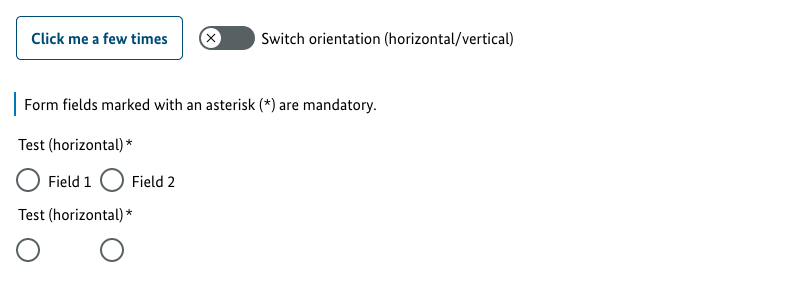 Click me a few times Switch orientation (horizontal/vertical)
Form fields marked with an asterisk (*) are mandatory.
Test (horizontal)*
Field 1 Field 2
Test (horizontal)*